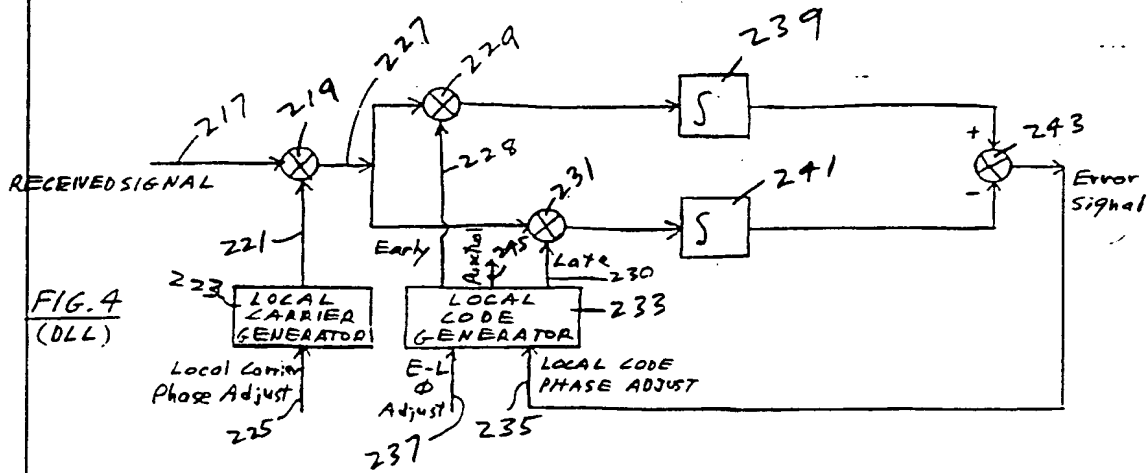 239
227
229
217
219
+
243
228
RECEIVED SIGNAL
231
241
-
Error
Signal
221
Early
245
Late
230
223
LOCAL
CARRIER
GENERATOR
LOCAL
CODE
GENERATOR
233
FIG. 4
(DLL)
Local Carrier
Phase Adjust
E-L
Φ
Adjust
LOCAL CODE
PHASE ADJUST
225
237
235
∫
∫